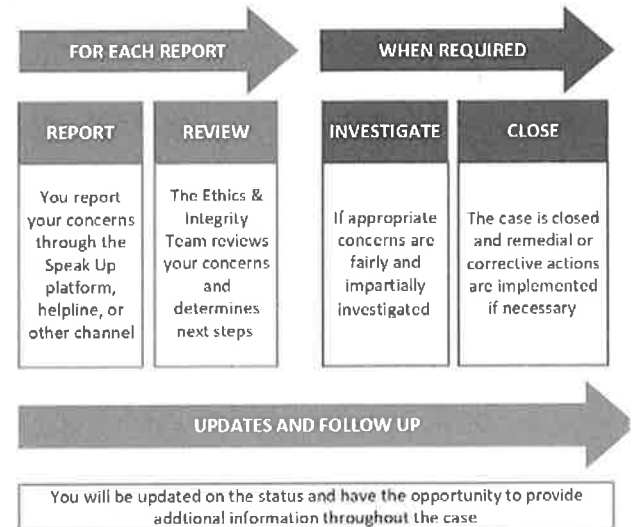 FOR EACH REPORT
WHEN REQUIRED
REPORT
You report
your concerns
through the
Speak Up
platform,
helpline, or
other channel
REVIEW
The Ethics &
Integrity
Team reviews
your concerns
and
determines
next steps
INVESTIGATE
If appropriate
concerns are
fairly and
impartially
investigated
CLOSE
The case is closed
and remedial or
corrective actions
are implemented
if necessary
UPDATES AND FOLLOW UP
You will be updated on the status and have the opportunity to provide
addtional information throughout the case